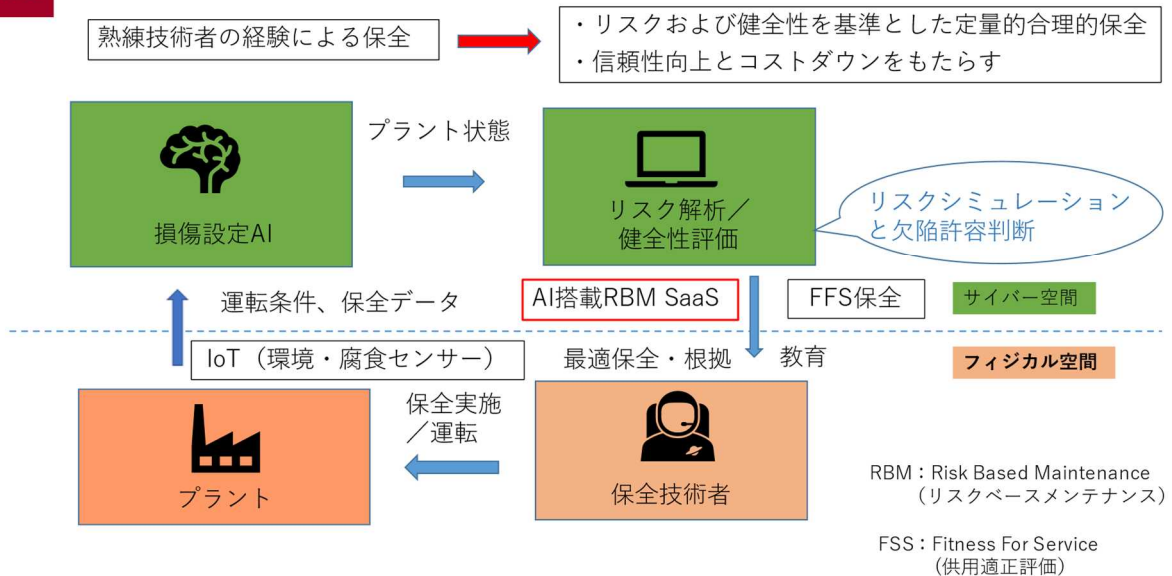 熟練技術者の経験による保全
・リスクおよび健全性を基準とした定量的合理的保全
・信頼性向上とコストダウンをもたらす
プラント状態
損傷設定AI
リスク解析／
健全性評価
リスクシミュレーション
と欠陥許容判断
運転条件、保全データ
AI搭載RBM SaaS
FFS保全
サイバー空間
IoT（環境・腐食センサー）
最適保全・根拠
教育
フィジカル空間
保全実施
／運転
プラント
保全技術者
RBM：Risk Based Maintenance
（リスクベースメンテナンス）
FSS：Fitness For Service
（供用適正評価）